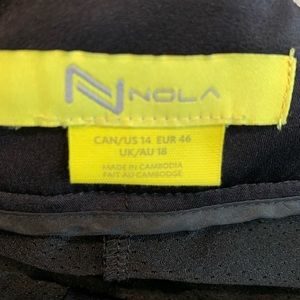 NOLA
CAN/US 14 EUR 46
UK/AU 18
MADE IN CAMBODIA
FAIT AU CAMBODGE